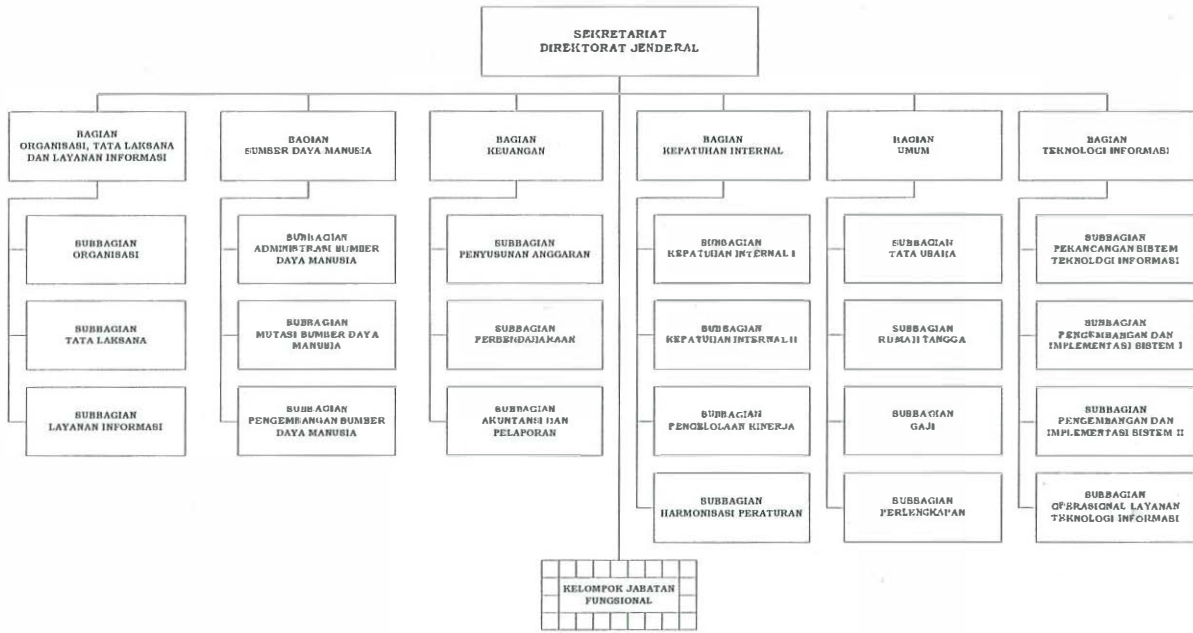 SEKRETARIAT
DIREKTORAT JENDERAL
BAGIAN
ORGANISASI, TATA LAKSANA
DAN LAYANAN INFORMASI
BAGIAN
SUMBER DAYA MANUSIA
BAGIAN
KEUANGAN
BAGIAN
KEPATUHAN INTERNAL
BAGIAN
UMUM
BAGIAN
TEKNOLOGI INFORMASI
SUBBAGIAN
ORGANISASI
SUBBAGIAN
ADMINISTRASI SUMBER
DAYA MANUSIA
SUBBAGIAN
PENYUSUNAN ANGGARAN
SUBBAGIAN
KEPATUHAN INTERNAL I
SUBBAGIAN
TATA USAHA
SUBBAGIAN
PERANCANGAN SISTEM
TEKNOLOGI INFORMASI
SUBBAGIAN
TATA LAKSANA
SUBBAGIAN
MUTASI SUMBER DAYA
MANUSIA
SUBBAGIAN
PERBENDAHARAAN
SUBBAGIAN
KEPATUHAN INTERNAL II
SUBBAGIAN
RUMAH TANGGA
SUBBAGIAN
PENGEMBANGAN DAN
IMPLEMENTASI SISTEM I
SUBBAGIAN
LAYANAN INFORMASI
SUBBAGIAN
PENGEMBANGAN SUMBER
DAYA MANUSIA
SUBBAGIAN
AKUNTANSI DAN
PELAPORAN
SUBBAGIAN
PENGELOLAAN KINERJA
SUBBAGIAN
GAJI
SUBBAGIAN
PENGEMBANGAN DAN
IMPLEMENTASI SISTEM II
SUBBAGIAN
HARMONISASI PERATURAN
SUBBAGIAN
PERLENGKAPAN
SUBBAGIAN
OPERASIONAL LAYANAN
TEKNOLOGI INFORMASI
KELOMPOK JABATAN
FUNGSIONAL